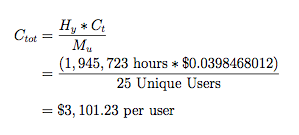 C_tot = H_y * C_t / M_u
= (1,945,723 hours * $0.0398468012) / 25 Unique Users
= $3,101.23 per user